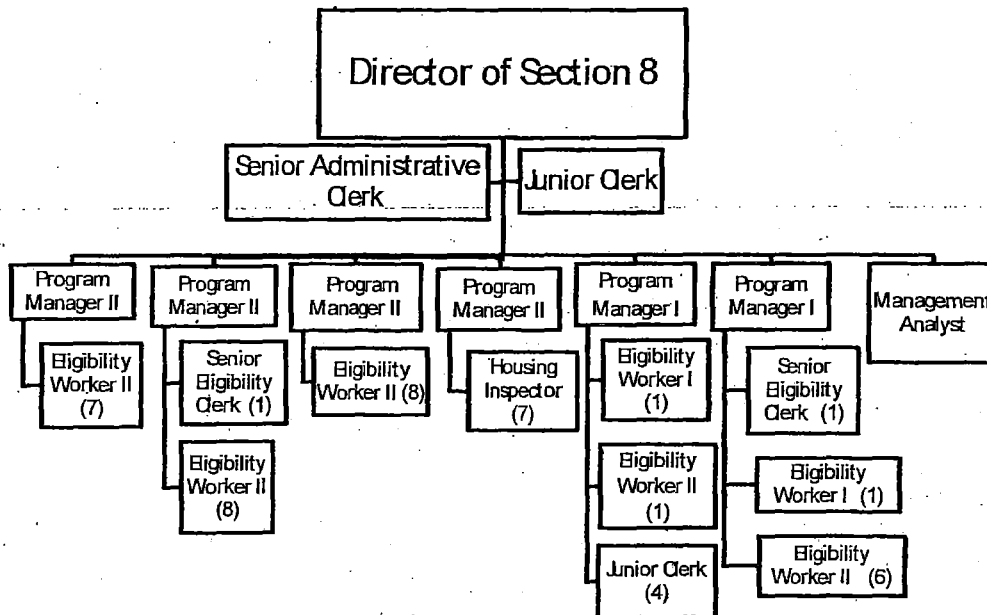 Director of Section 8
Senior Administrative
Clerk
Junior Clerk
Program
Manager II
Program
Manager II
Program
Manager II
Program
Manager II
Program
Manager I
Program
Manager I
Management
Analyst
Eligibility
Worker II
(7)
Senior
Eligibility
Clerk (1)
Eligibility
Worker II
(8)
Eligibility
Worker II (8)
Housing
Inspector
(7)
Eligibility
Worker I
(1)
Eligibility
Worker II
(1)
Junior Clerk
(4)
Senior
Eligibility
Clerk (1)
Eligibility
Worker I (1)
Eligibility
Worker II (6)